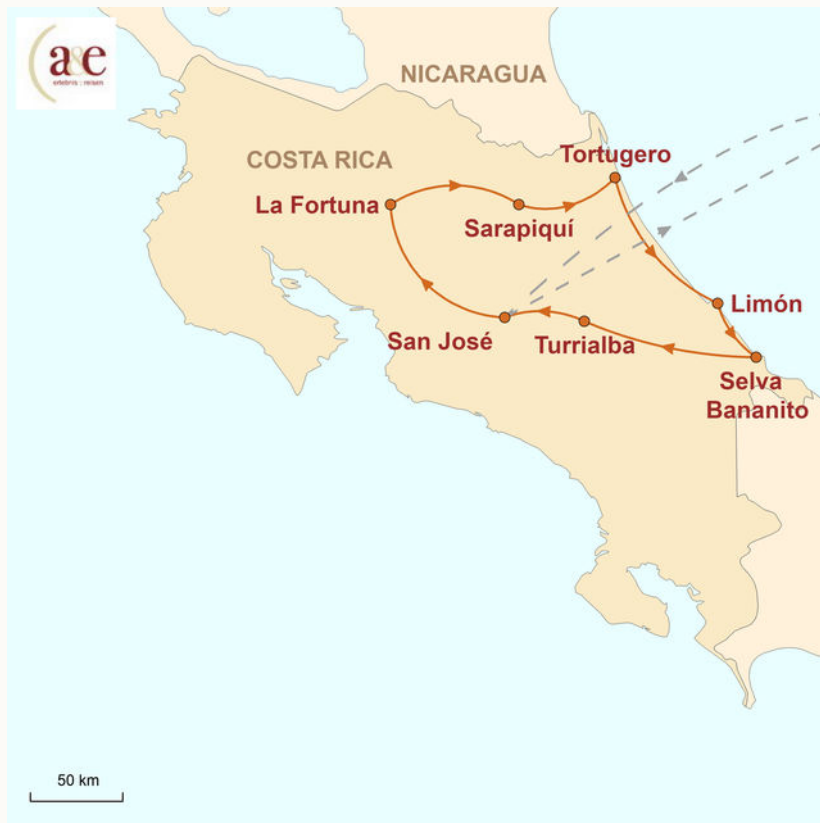 a&e
erlebnis : reisen
NICARAGUA
COSTA RICA
Tortugero
La Fortuna
Sarapiquí
Limón
San José
Turrialba
Selva
Bananito
50 km